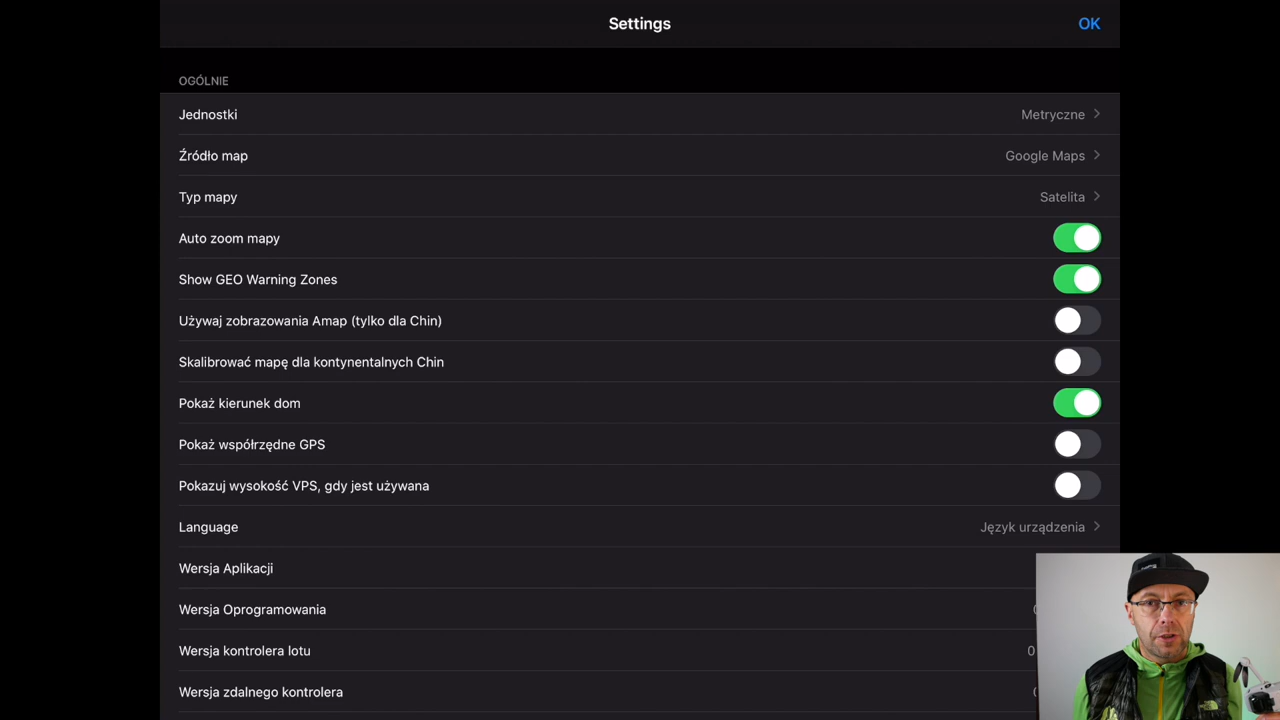 Settings
OK
OGÓLNIE
Jednostki Metryczne
Źródło map Google Maps
Typ mapy Satelita
Auto zoom mapy
Show GEO Warning Zones
Używaj zobrazowania Amap (tylko dla Chin)
Skalibrować mapę dla kontynentalnych Chin
Pokaż kierunek dom
Pokaż współrzędne GPS
Pokazuj wysokość VPS, gdy jest używana
Language Język urządzenia
Wersja Aplikacji
Wersja Oprogramowania
Wersja kontrolera lotu 0
Wersja zdalnego kontrolera